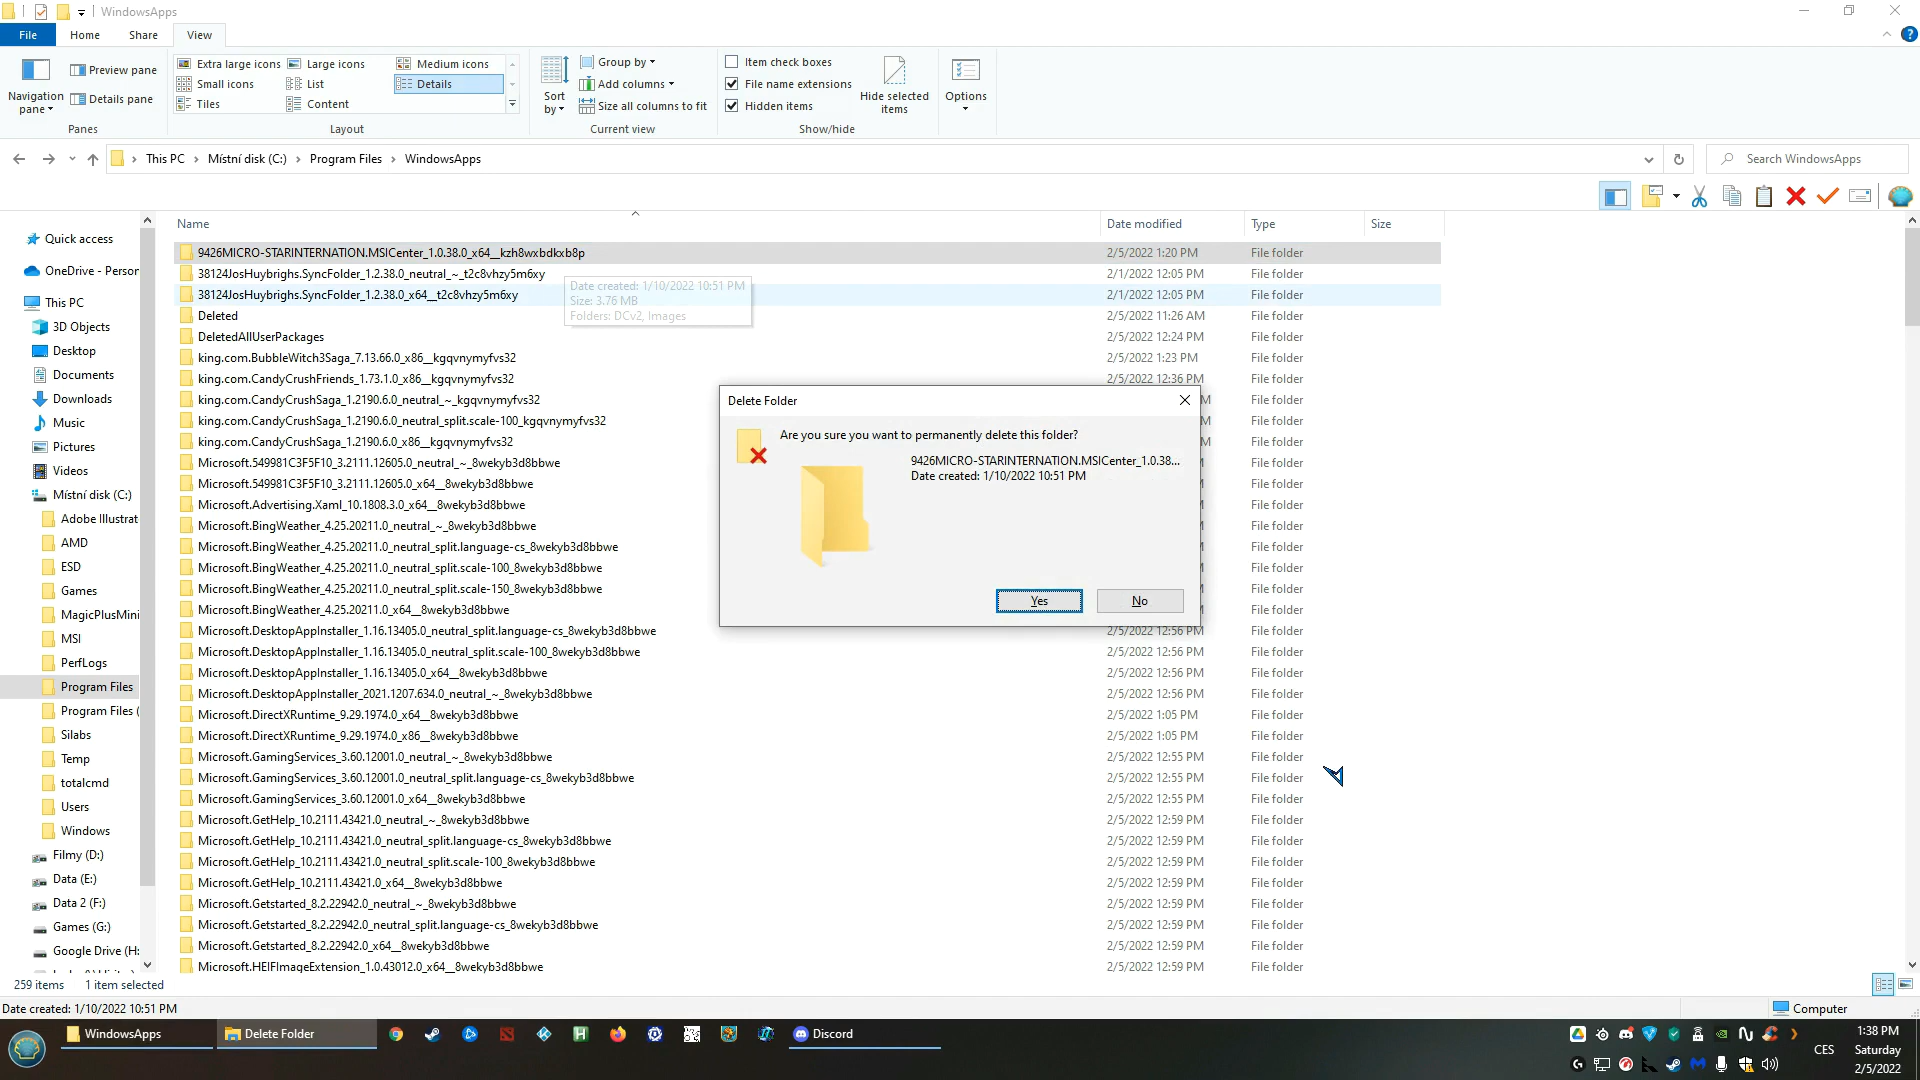 WindowsApps
File
Home
Share
View
Navigation pane
Preview pane
Details pane
Panes
Extra large icons
Large icons
Medium icons
Small icons
List
Details
Tiles
Content
Layout
Sort by
Group by
Add columns
Size all columns to fit
Current view
Item check boxes
File name extensions
Hidden items
Hide selected items
Show/hide
Options
This PC
Místní disk (C:)
Program Files
WindowsApps
Search WindowsApps
Name
Date modified
Type
Size
Quick access
OneDrive - Person
This PC
3D Objects
Desktop
Documents
Downloads
Music
Pictures
Videos
Místní disk (C:)
Adobe Illustrat
AMD
ESD
Games
MagicPlusMini
MSI
PerfLogs
Program Files
Program Files (
Silabs
Temp
totalcmd
Users
Windows
Filmy (D:)
Data (E:)
Data 2 (F:)
Games (G:)
Google Drive (H:
9426MICRO-STARINTERNATION.MSICenter_1.0.38.0_x64__kzh8wxbdkxb8p 2/5/2022 1:20 PM File folder
38124JosHuybrighs.SyncFolder_1.2.38.0_neutral_~_t2c8vhzy5m6xy 2/1/2022 12:05 PM File folder
38124JosHuybrighs.SyncFolder_1.2.38.0_x64__t2c8vhzy5m6xy 2/1/2022 12:05 PM File folder
Date created: 1/10/2022 10:51 PM
Size: 3.76 MB
Folders: DCv2, Images
Deleted 2/5/2022 11:26 AM File folder
DeletedAllUserPackages 2/5/2022 12:24 PM File folder
king.com.BubbleWitch3Saga_7.13.66.0_x86__kgqvnymyfvs32 2/5/2022 1:23 PM File folder
king.com.CandyCrushFriends_1.73.1.0_x86__kgqvnymyfvs32 2/5/2022 12:36 PM File folder
king.com.CandyCrushSaga_1.2190.6.0_neutral_~_kgqvnymyfvs32 File folder
king.com.CandyCrushSaga_1.2190.6.0_neutral_split.scale-100_kgqvnymyfvs32 File folder
king.com.CandyCrushSaga_1.2190.6.0_x86__kgqvnymyfvs32 File folder
Microsoft.549981C3F5F10_3.2111.12605.0_neutral_~_8wekyb3d8bbwe File folder
Microsoft.549981C3F5F10_3.2111.12605.0_x64__8wekyb3d8bbwe File folder
Microsoft.Advertising.Xaml_10.1808.3.0_x64__8wekyb3d8bbwe File folder
Microsoft.BingWeather_4.25.20211.0_neutral_~_8wekyb3d8bbwe File folder
Microsoft.BingWeather_4.25.20211.0_neutral_split.language-cs_8wekyb3d8bbwe File folder
Microsoft.BingWeather_4.25.20211.0_neutral_split.scale-100_8wekyb3d8bbwe File folder
Microsoft.BingWeather_4.25.20211.0_neutral_split.scale-150_8wekyb3d8bbwe File folder
Microsoft.BingWeather_4.25.20211.0_x64__8wekyb3d8bbwe File folder
Microsoft.DesktopAppInstaller_1.16.13405.0_neutral_split.language-cs_8wekyb3d8bbwe 2/5/2022 12:56 PM File folder
Microsoft.DesktopAppInstaller_1.16.13405.0_neutral_split.scale-100_8wekyb3d8bbwe 2/5/2022 12:56 PM File folder
Microsoft.DesktopAppInstaller_1.16.13405.0_x64__8wekyb3d8bbwe 2/5/2022 12:56 PM File folder
Microsoft.DesktopAppInstaller_2021.1207.634.0_neutral_~_8wekyb3d8bbwe 2/5/2022 12:56 PM File folder
Microsoft.DirectXRuntime_9.29.1974.0_x64__8wekyb3d8bbwe 2/5/2022 1:05 PM File folder
Microsoft.DirectXRuntime_9.29.1974.0_x86__8wekyb3d8bbwe 2/5/2022 1:05 PM File folder
Microsoft.GamingServices_3.60.12001.0_neutral_~_8wekyb3d8bbwe 2/5/2022 12:55 PM File folder
Microsoft.GamingServices_3.60.12001.0_neutral_split.language-cs_8wekyb3d8bbwe 2/5/2022 12:55 PM File folder
Microsoft.GamingServices_3.60.12001.0_x64__8wekyb3d8bbwe 2/5/2022 12:55 PM File folder
Microsoft.GetHelp_10.2111.43421.0_neutral_~_8wekyb3d8bbwe 2/5/2022 12:59 PM File folder
Microsoft.GetHelp_10.2111.43421.0_neutral_split.language-cs_8wekyb3d8bbwe 2/5/2022 12:59 PM File folder
Microsoft.GetHelp_10.2111.43421.0_neutral_split.scale-100_8wekyb3d8bbwe 2/5/2022 12:59 PM File folder
Microsoft.GetHelp_10.2111.43421.0_x64__8wekyb3d8bbwe 2/5/2022 12:59 PM File folder
Microsoft.Getstarted_8.2.22942.0_neutral_~_8wekyb3d8bbwe 2/5/2022 12:59 PM File folder
Microsoft.Getstarted_8.2.22942.0_neutral_split.language-cs_8wekyb3d8bbwe 2/5/2022 12:59 PM File folder
Microsoft.Getstarted_8.2.22942.0_x64__8wekyb3d8bbwe 2/5/2022 12:59 PM File folder
Microsoft.HEIFImageExtension_1.0.43012.0_x64__8wekyb3d8bbwe 2/5/2022 12:59 PM File folder
Delete Folder
Are you sure you want to permanently delete this folder?
9426MICRO-STARINTERNATION.MSICenter_1.0.38...
Date created: 1/10/2022 10:51 PM
Yes
No
259 items
1 item selected
Date created: 1/10/2022 10:51 PM
Computer
WindowsApps
Delete Folder
Discord
CES
1:38 PM
Saturday
2/5/2022